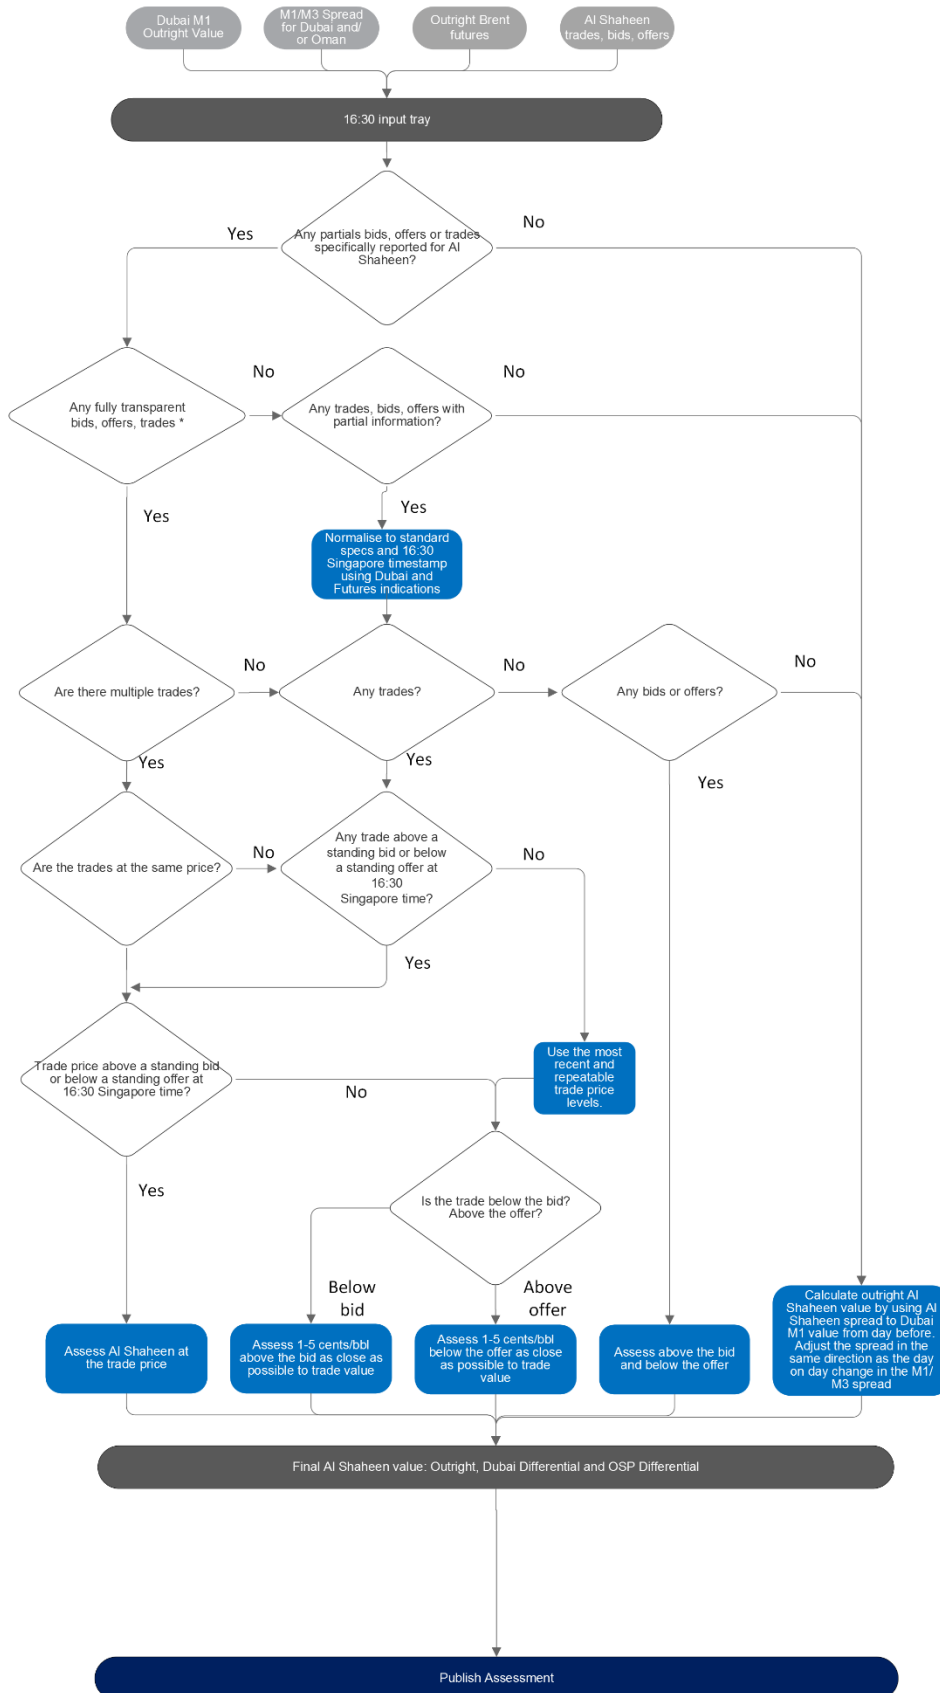 Dubai M1
Outright Value
M1/M3 Spread
for Dubai and/
or Oman
Outright Brent
futures
Al Shaheen
trades, bids, offers
16:30 input tray
Any partials bids, offers or trades
specifically reported for Al
Shaheen?
Yes
No
Any fully transparent
bids, offers, trades *
No
Any trades, bids, offers with
partial information?
No
Yes
Yes
Normalise to standard
specs and 16:30
Singapore timestamp
using Dubai and
Futures indications
Are there multiple trades?
No
Any trades?
No
Any bids or offers?
No
Yes
Yes
Yes
Are the trades at the same price?
No
Any trade above a
standing bid or below
a standing offer at
16:30
Singapore time?
No
Yes
Trade price above a standing bid
or below a standing offer at
16:30 Singapore time?
No
Use the most
recent and
repeatable
trade price
levels.
Yes
Is the trade below the bid?
Above the offer?
Below
bid
Above
offer
Assess Al Shaheen at
the trade price
Assess 1-5 cents/bbl
above the bid as close as
possible to trade value
Assess 1-5 cents/bbl
below the offer as close
as possible to trade
value
Assess above the bid
and below the offer
Calculate outright Al
Shaheen value by using Al
Shaheen spread to Dubai
M1 value from day before.
Adjust the spread in the
same direction as the day
on day change in the M1/
M3 spread
Final Al Shaheen value: Outright, Dubai Differential and OSP Differential
Publish Assessment